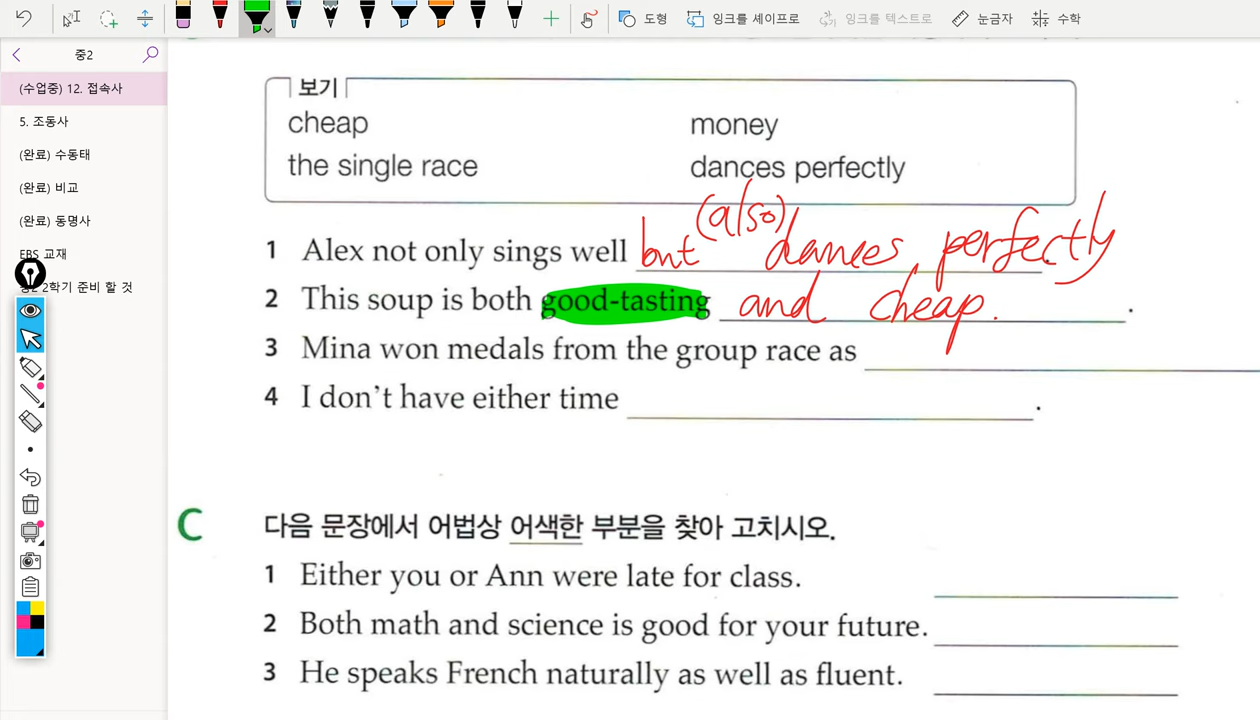 도형
잉크를 셰이프로
잉크를 텍스트로
눈금자
수학
중2
(수업중) 12. 접속사
5. 조동사
(완료) 수동태
(완료) 비교
(완료) 동명사
EBS 교재
2학기 준비 할 것
보기
cheap money
the single race dances perfectly
(also)
1 Alex not only sings well but dances perfectly
2 This soup is both good-tasting and cheap. .
3 Mina won medals from the group race as
4 I don't have either time .
C 다음 문장에서 어법상 어색한 부분을 찾아 고치시오.
1 Either you or Ann were late for class.
2 Both math and science is good for your future.
3 He speaks French naturally as well as fluent.